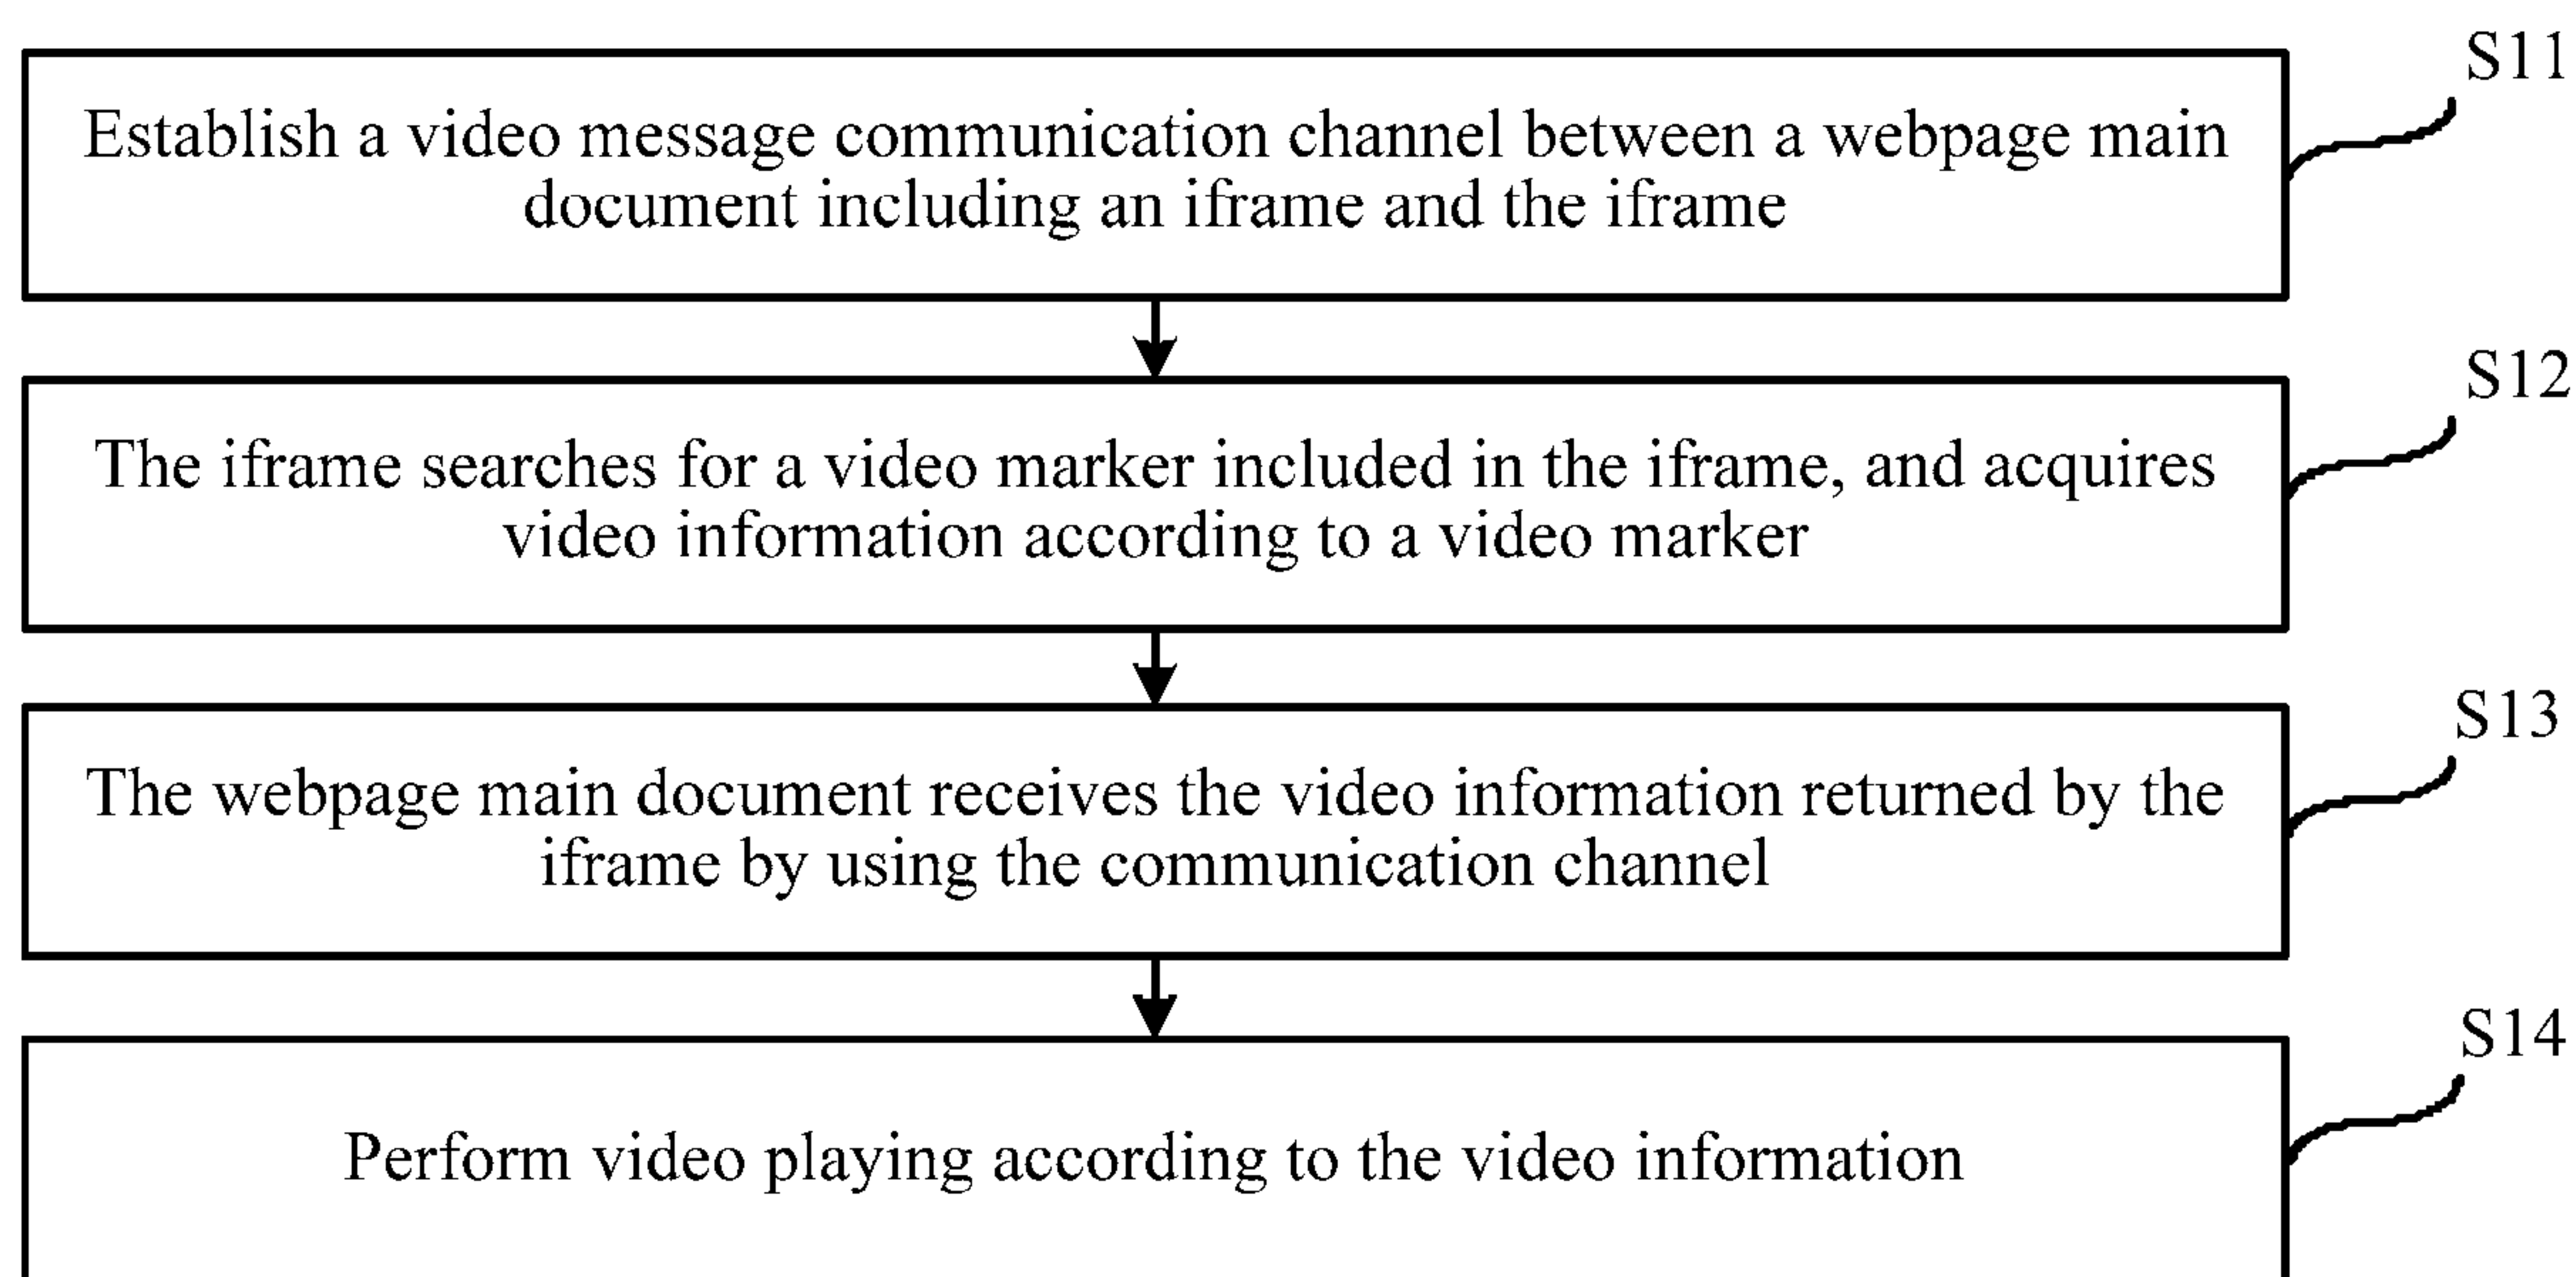 S11
Establish a video message communication channel between a webpage main
document including an iframe and the iframe
S12
The iframe searches for a video marker included in the iframe, and acquires
video information according to a video marker
S13
The webpage main document receives the video information returned by the
iframe by using the communication channel
S14
Perform video playing according to the video information